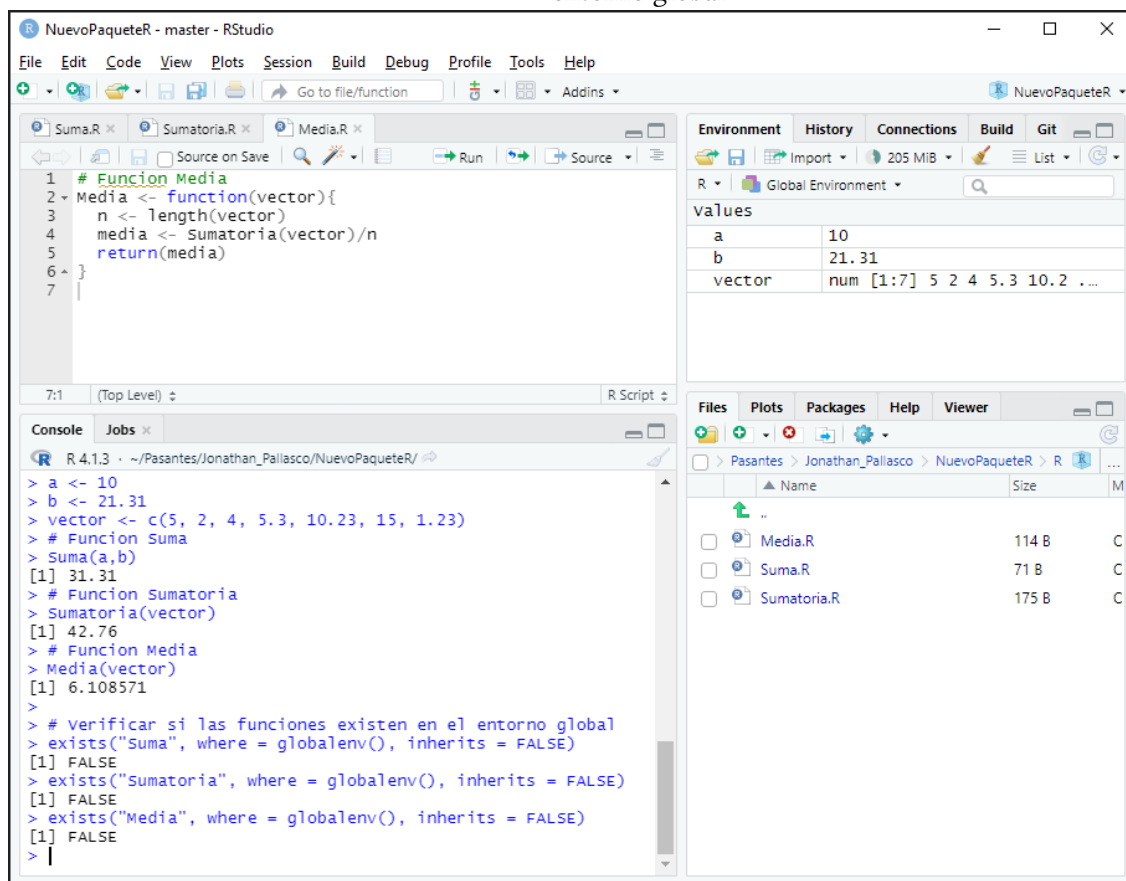 NuevoPaqueteR - master - RStudio
File Edit Code View Plots Session Build Debug Profile Tools Help
Go to file/function Addins NuevoPaqueteR
Suma.R Sumatoria.R Media.R
Source on Save Run Source
1 # Funcion Media
2 Media <- function(vector){
3 n <- length(vector)
4 media <- Sumatoria(vector)/n
5 return(media)
6 }
7
7:1 (Top Level) R Script
Console Jobs
R 4.1.3 · ~/Pasantes/Jonathan_Pallasco/NuevoPaqueteR/
> a <- 10
> b <- 21.31
> vector <- c(5, 2, 4, 5.3, 10.23, 15, 1.23)
> # Funcion Suma
> Suma(a,b)
[1] 31.31
> # Funcion Sumatoria
> Sumatoria(vector)
[1] 42.76
> # Funcion Media
> Media(vector)
[1] 6.108571
>
> # Verificar si las funciones existen en el entorno global
> exists("Suma", where = globalenv(), inherits = FALSE)
[1] FALSE
> exists("Sumatoria", where = globalenv(), inherits = FALSE)
[1] FALSE
> exists("Media", where = globalenv(), inherits = FALSE)
[1] FALSE
>
Environment History Connections Build Git
Import 205 MiB List
R Global Environment
Values
a 10
b 21.31
vector num [1:7] 5 2 4 5.3 10.2 ...
Files Plots Packages Help Viewer
Pasantes > Jonathan_Pallasco > NuevoPaqueteR > R ...
Name Size M
..
Media.R 114 B C
Suma.R 71 B C
Sumatoria.R 175 B C